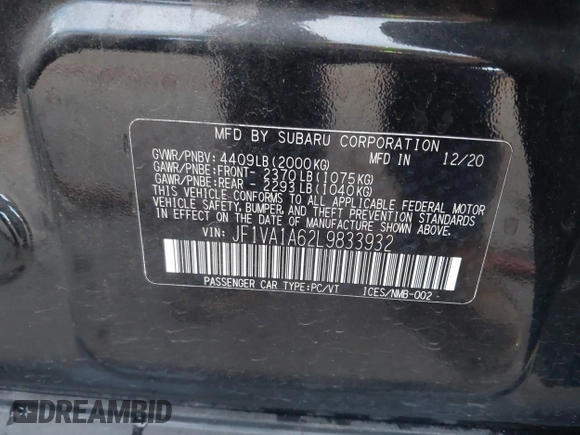 MFD BY SUBARU CORPORATION
GVWR/PNBV: 4409LB(2000KG) MFD IN 12/20
GAWR/PNBE:FRONT- 2370LB(1075KG)
GAWR/PNBE:REAR - 2293LB(1040KG)
THIS VEHICLE CONFORMS TO ALL APPLICABLE FEDERAL MOTOR
VEHICLE SAFETY,BUMPER,AND THEFT PREVENTION STANDARDS
IN EFFECT ON THE DATE OF MANUFACTURE SHOWN ABOVE.
VIN: JF1VA1A62L9833932
PASSENGER CAR TYPE:PC/VT ICES/NMB-002
DREAMBID